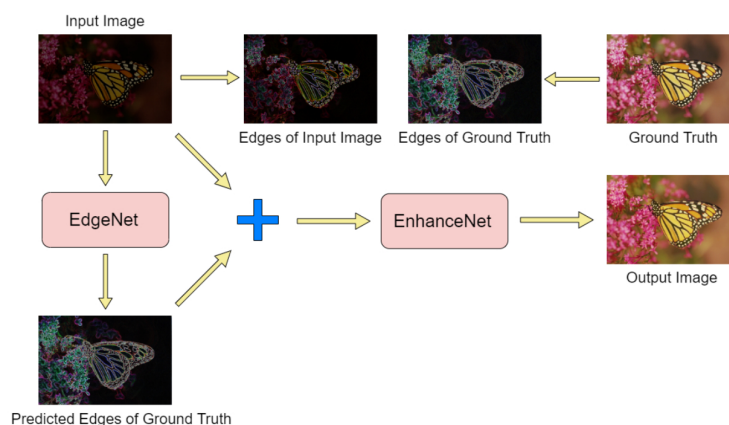 Input Image
Edges of Input Image
Edges of Ground Truth
Ground Truth
EdgeNet
EnhanceNet
Output Image
Predicted Edges of Ground Truth